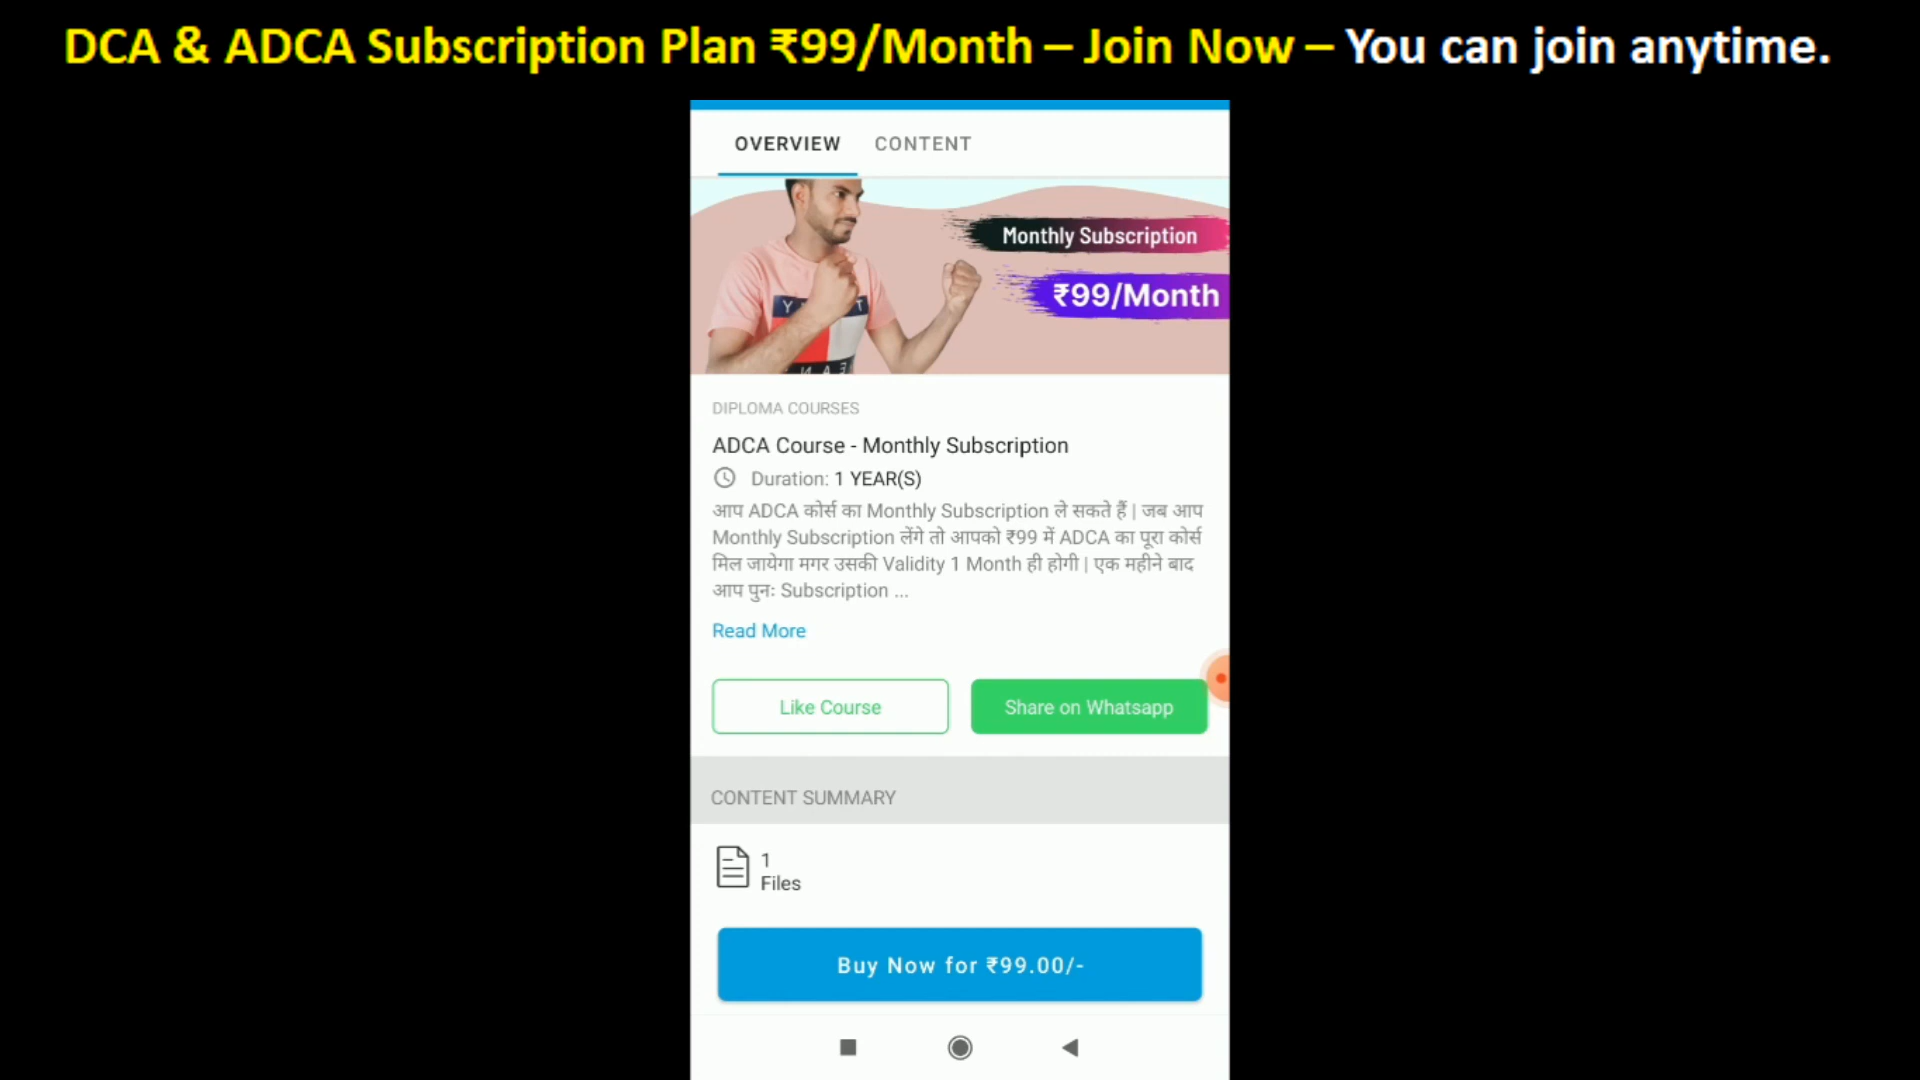 DCA & ADCA Subscription Plan ₹99/Month – Join Now – You can join anytime.
OVERVIEW CONTENT
Monthly Subscription
₹99/Month
DIPLOMA COURSES
ADCA Course - Monthly Subscription
Duration: 1 YEAR(S)
आप ADCA कोर्स का Monthly Subscription ले सकते हैं | जब आप
Monthly Subscription लेंगे तो आपको ₹99 में ADCA का पूरा कोर्स
मिल जायेगा मगर उसकी Validity 1 Month ही होगी | एक महीने बाद
आप पुनः Subscription ...
Read More
Like Course Share on Whatsapp
CONTENT SUMMARY
1
Files
Buy Now for ₹99.00/-